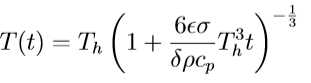 T(t) = T_h \left( 1 + \frac{6\epsilon\sigma}{\delta\rho c_p} T_h^3 t \right)^{-\frac{1}{3}}